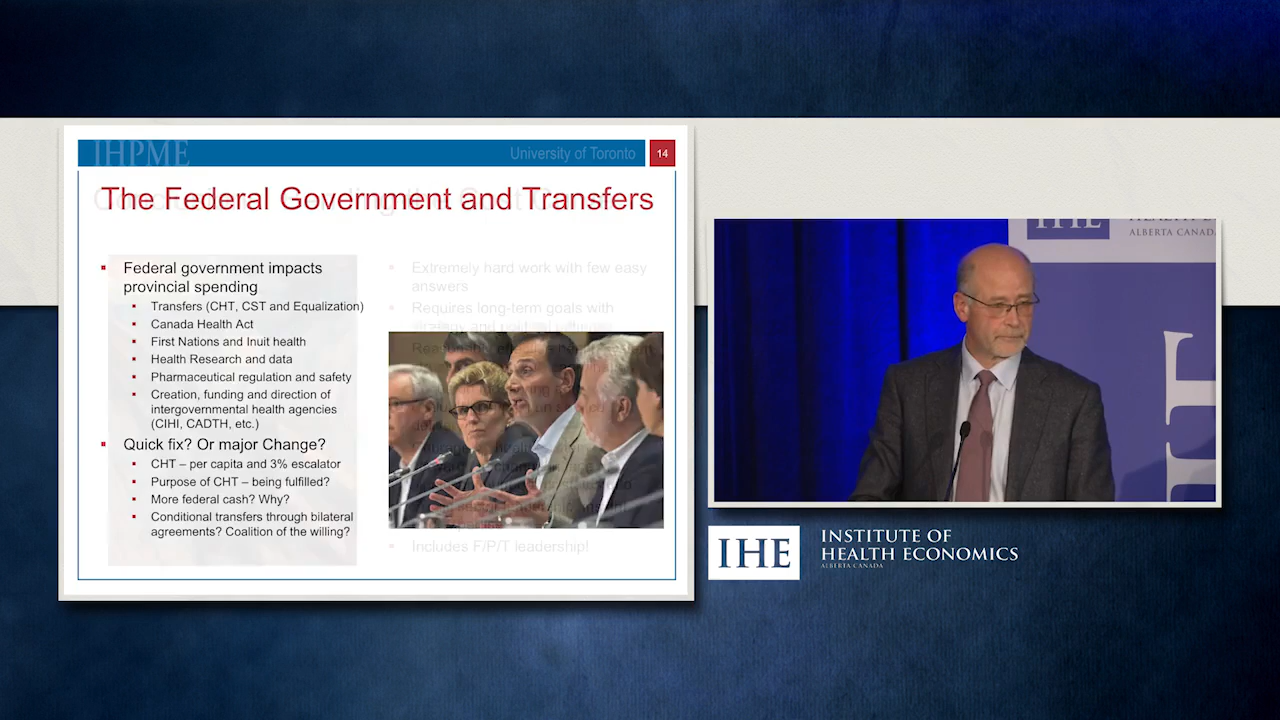 IHPME
University of Toronto
14
The Federal Government and Transfers
Federal government impacts
provincial spending
Transfers (CHT, CST and Equalization)
Canada Health Act
First Nations and Inuit health
Health Research and data
Pharmaceutical regulation and safety
Creation, funding and direction of
intergovernmental health agencies
(CIHI, CADTH, etc.)
Quick fix? Or major Change?
CHT – per capita and 3% escalator
Purpose of CHT – being fulfilled?
More federal cash? Why?
Conditional transfers through bilateral
agreements? Coalition of the willing?
Extremely hard work with few easy
answers
Requires long-term goals with
Includes F/P/T leadership!
IHE
ALBERTA CANADA
IHE
INSTITUTE OF
HEALTH ECONOMICS
ALBERTA CANADA